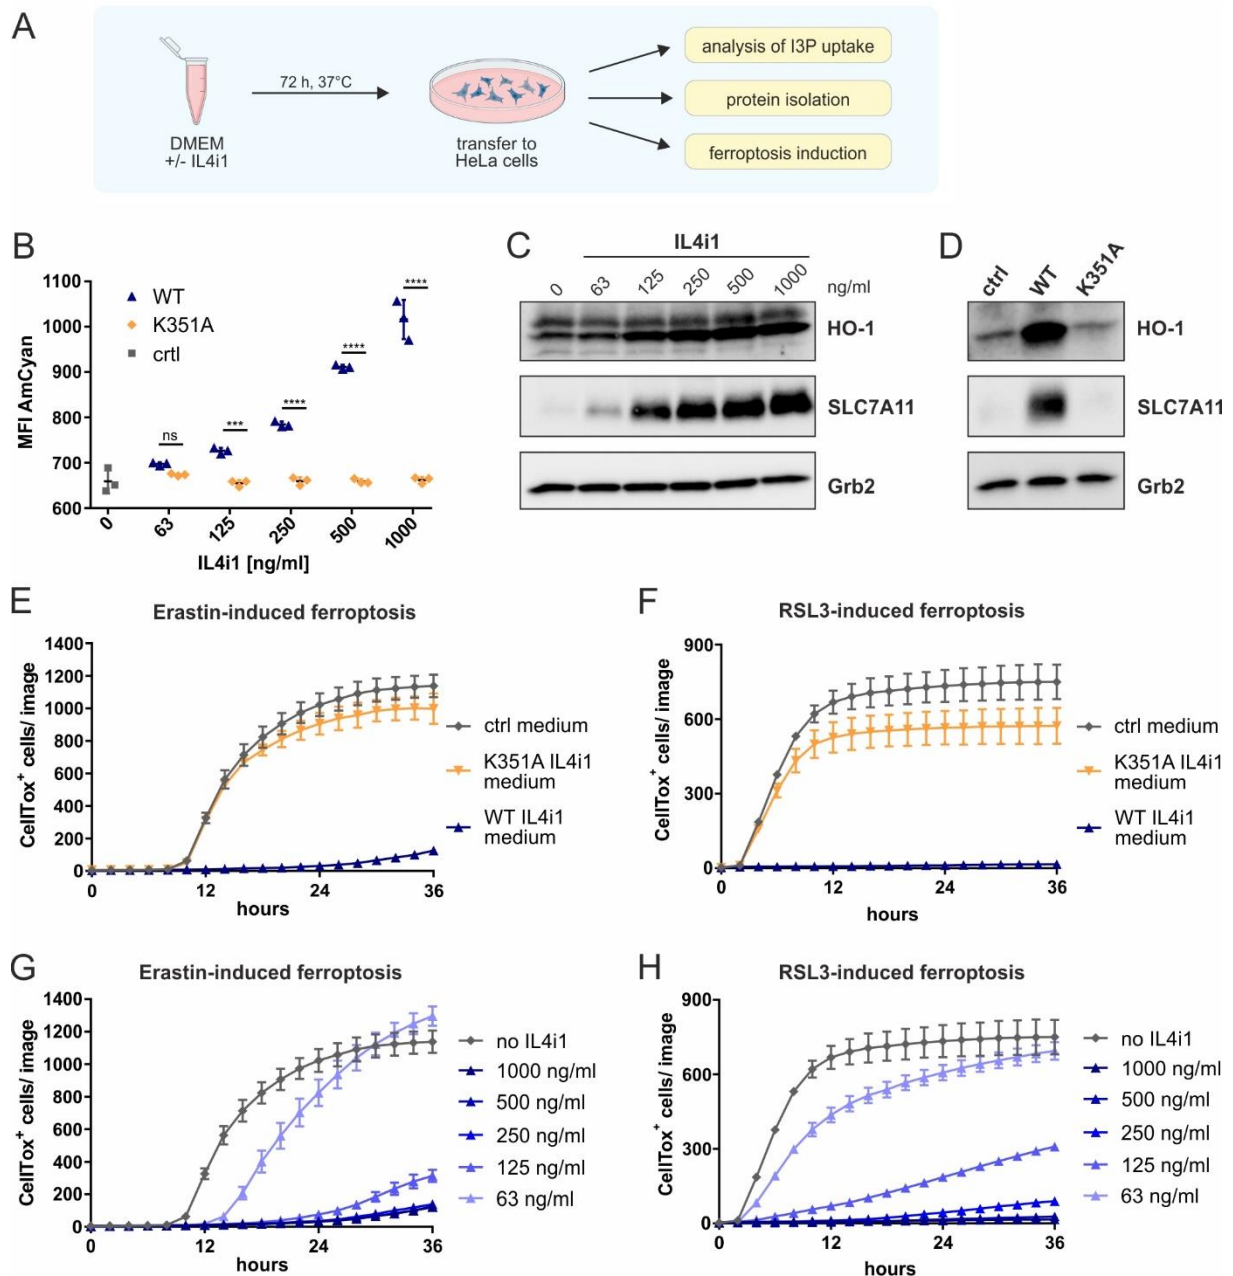 A
DMEM
+/- IL4i1
72 h, 37°C
transfer to
HeLa cells
analysis of I3P uptake
protein isolation
ferroptosis induction
B
MFI AmCyan
1100
1000
900
800
700
600
WT
K351A
crtl
ns
***
****
****
****
0
63
125
250
500
1000
IL4i1 [ng/ml]
C
IL4i1
0
63
125
250
500
1000
ng/ml
HO-1
SLC7A11
Grb2
D
ctrl
WT
K351A
HO-1
SLC7A11
Grb2
E
Erastin-induced ferroptosis
CellTox+ cells/ image
1400
1200
1000
800
600
400
200
0
0
12
24
36
hours
ctrl medium
K351A IL4i1
medium
WT IL4i1
medium
F
RSL3-induced ferroptosis
CellTox+ cells/ image
900
600
300
0
0
12
24
36
hours
ctrl medium
K351A IL4i1
medium
WT IL4i1
medium
G
Erastin-induced ferroptosis
CellTox+ cells/ image
1400
1200
1000
800
600
400
200
0
0
12
24
36
hours
no IL4i1
1000 ng/ml
500 ng/ml
250 ng/ml
125 ng/ml
63 ng/ml
H
RSL3-induced ferroptosis
CellTox+ cells/ image
900
600
300
0
0
12
24
36
hours
no IL4i1
1000 ng/ml
500 ng/ml
250 ng/ml
125 ng/ml
63 ng/ml